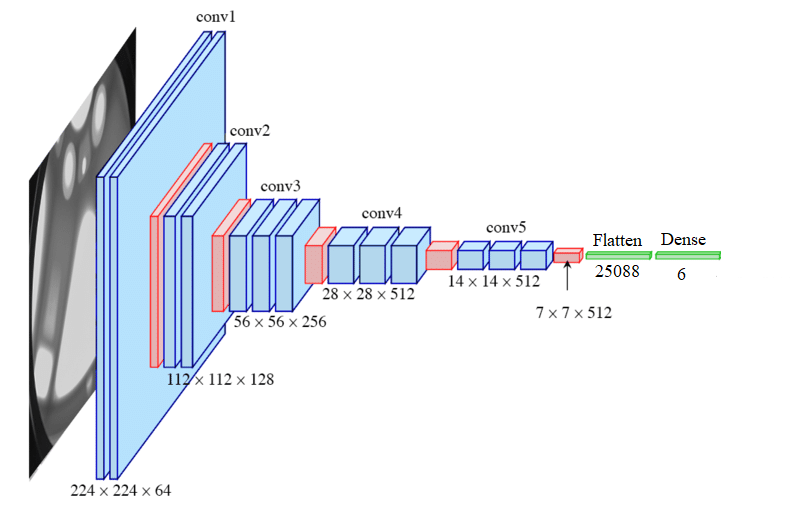 conv1
conv2
conv3
conv4
conv5
Flatten
Dense
25088
6
14 × 14 × 512
28 × 28 × 512
7 × 7 × 512
56 × 56 × 256
112 × 112 × 128
224 × 224 × 64